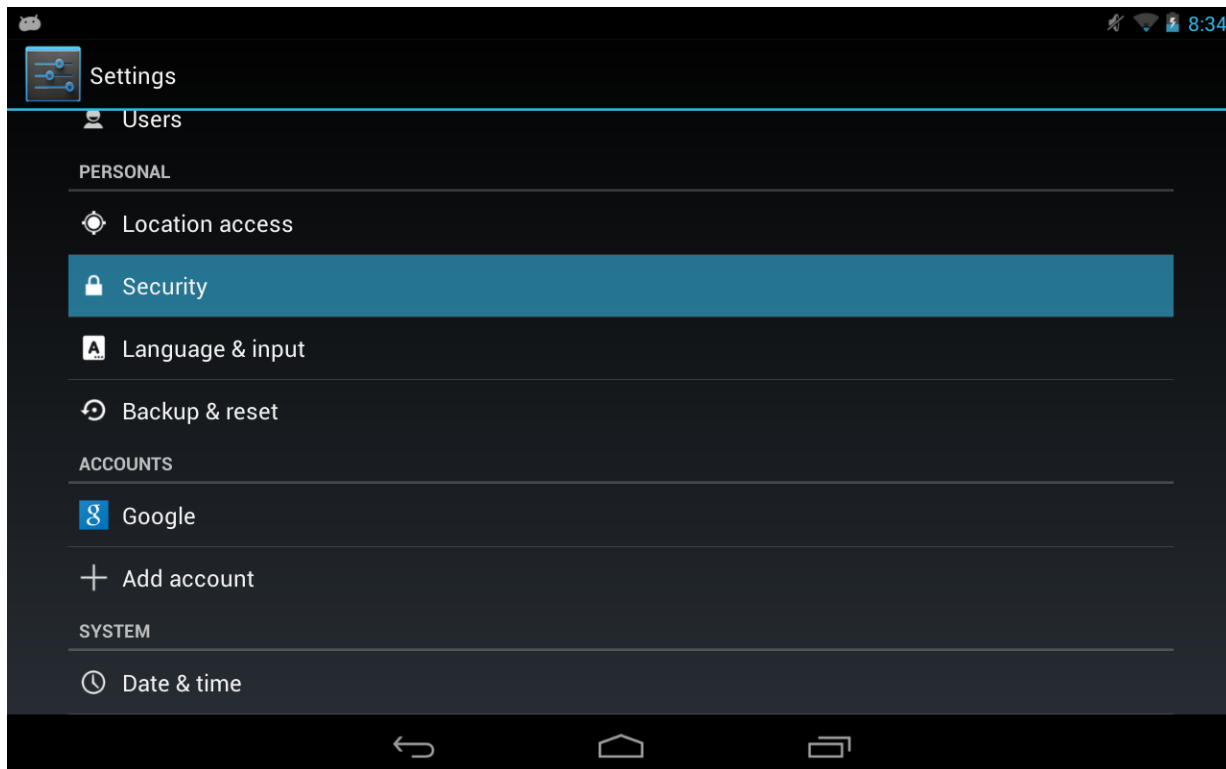 8:34
Settings
Users
PERSONAL
Location access
Security
Language & input
Backup & reset
ACCOUNTS
Google
Add account
SYSTEM
Date & time